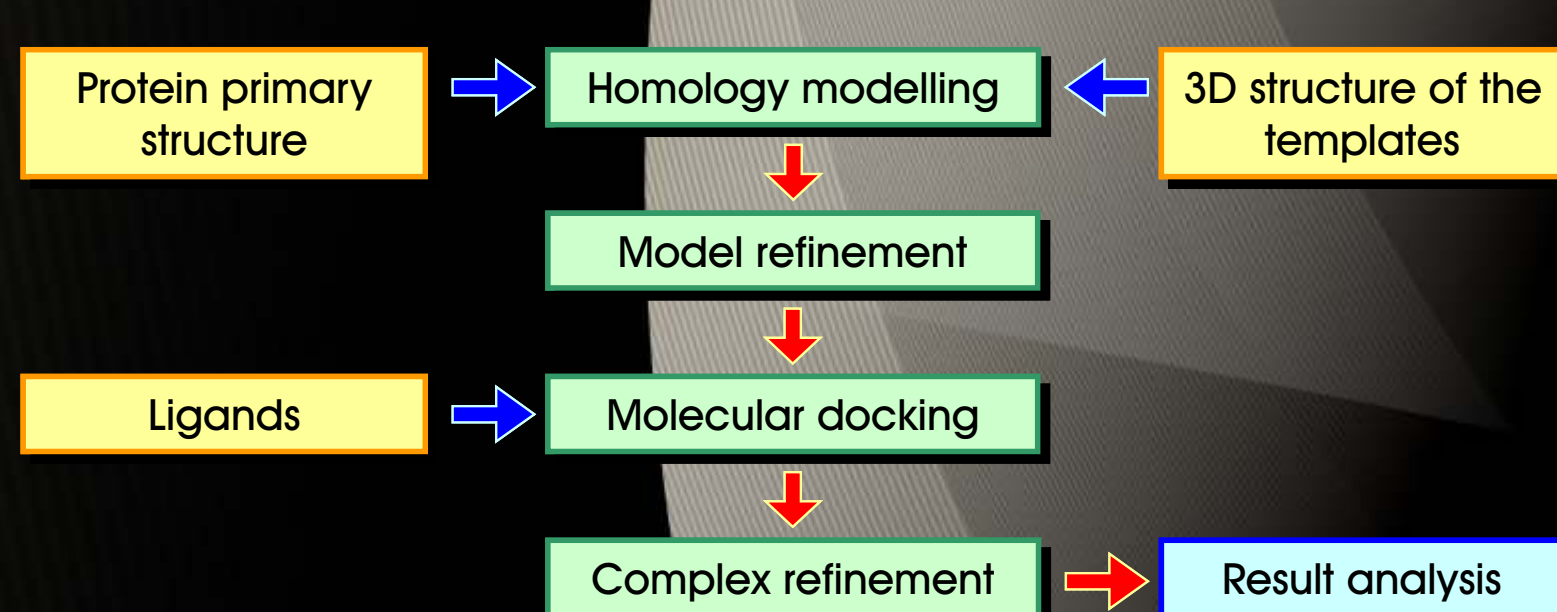 Protein primary
structure
Homology modelling
3D structure of the
templates
Model refinement
Ligands
Molecular docking
Complex refinement
Result analysis